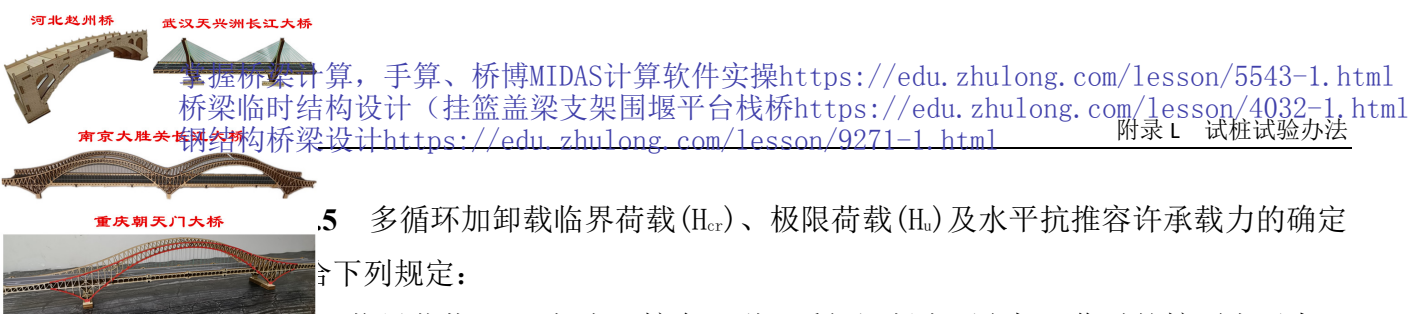 河北赵州桥
武汉天兴洲长江大桥
掌握桥梁计算，手算、桥博MIDAS计算软件实操https://edu.zhulong.com/lesson/5543-1.html
桥梁临时结构设计（挂篮盖梁支架围堰平台栈桥https://edu.zhulong.com/lesson/4032-1.html
南京大胜关长江大桥
钢结构桥梁设计https://edu.zhulong.com/lesson/9271-1.html
附录 L 试桩试验办法
重庆朝天门大桥
.5 多循环加卸载临界荷载(Hcr)、极限荷载(Hu)及水平抗推容许承载力的确定
合下列规定：